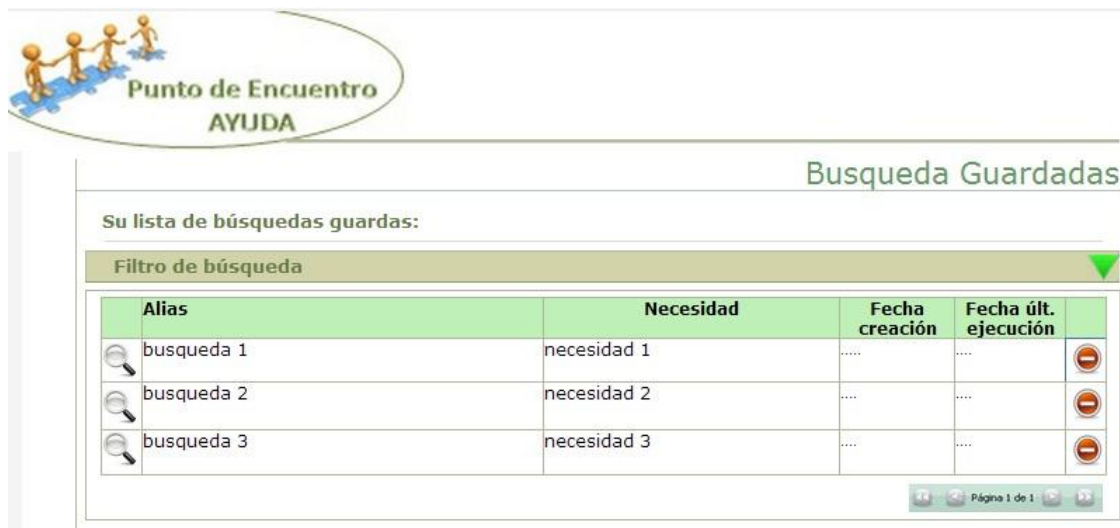 Punto de Encuentro
AYUDA
Busqueda Guardadas
Su lista de búsquedas guardas:
Filtro de búsqueda
Alias Necesidad Fecha creación Fecha últ. ejecución
busqueda 1 necesidad 1 ..... ....
busqueda 2 necesidad 2 .... ....
busqueda 3 necesidad 3 .... ....
Página 1 de 1